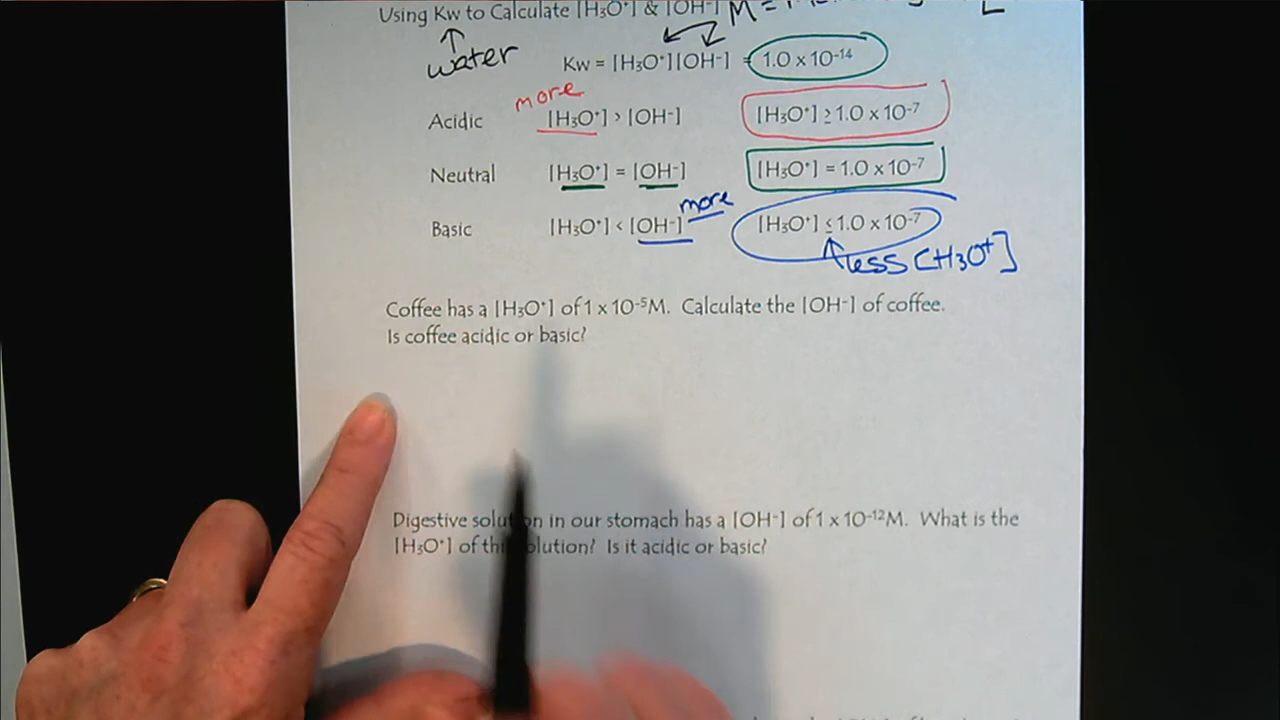 Using Kw to Calculate [H₃O⁺] & [OH⁻] M =
water
Kw = [H₃O⁺][OH⁻] = 1.0 x 10⁻¹⁴
more
Acidic [H₃O⁺] > [OH⁻] [H₃O⁺] ≥ 1.0 x 10⁻⁷
Neutral [H₃O⁺] = [OH⁻] [H₃O⁺] = 1.0 x 10⁻⁷
more
Basic [H₃O⁺] < [OH⁻] [H₃O⁺] ≤ 1.0 x 10⁻⁷
less [H₃O⁺]
Coffee has a [H₃O⁺] of 1 x 10⁻⁵M. Calculate the [OH⁻] of coffee.
Is coffee acidic or basic?
Digestive solution in our stomach has a [OH⁻] of 1 x 10⁻¹²M. What is the
[H₃O⁺] of this solution? Is it acidic or basic?